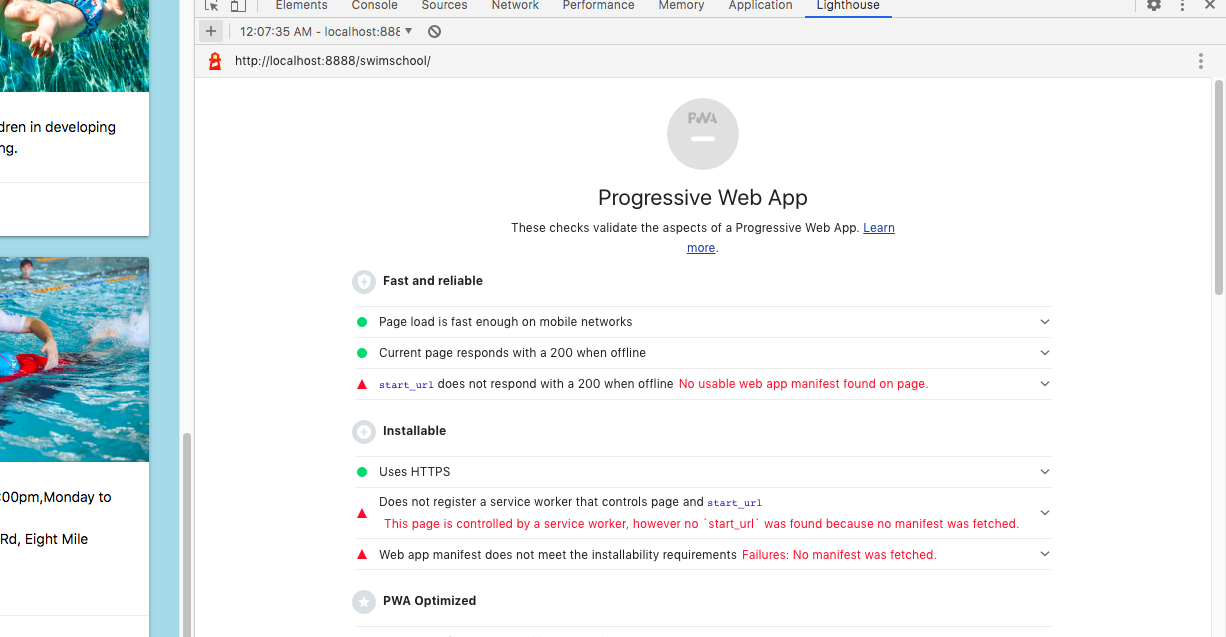 Elements Console Sources Network Performance Memory Application Lighthouse
12:07:35 AM - localhost:888
http://localhost:8888/swimschool/
dren in developing
ng.
:00pm,Monday to
Rd, Eight Mile
PWA
Progressive Web App
These checks validate the aspects of a Progressive Web App. Learn
more.
Fast and reliable
Page load is fast enough on mobile networks
Current page responds with a 200 when offline
start_url does not respond with a 200 when offline No usable web app manifest found on page.
Installable
Uses HTTPS
Does not register a service worker that controls page and start_url
This page is controlled by a service worker, however no `start_url` was found because no manifest was fetched.
Web app manifest does not meet the installability requirements Failures: No manifest was fetched.
PWA Optimized